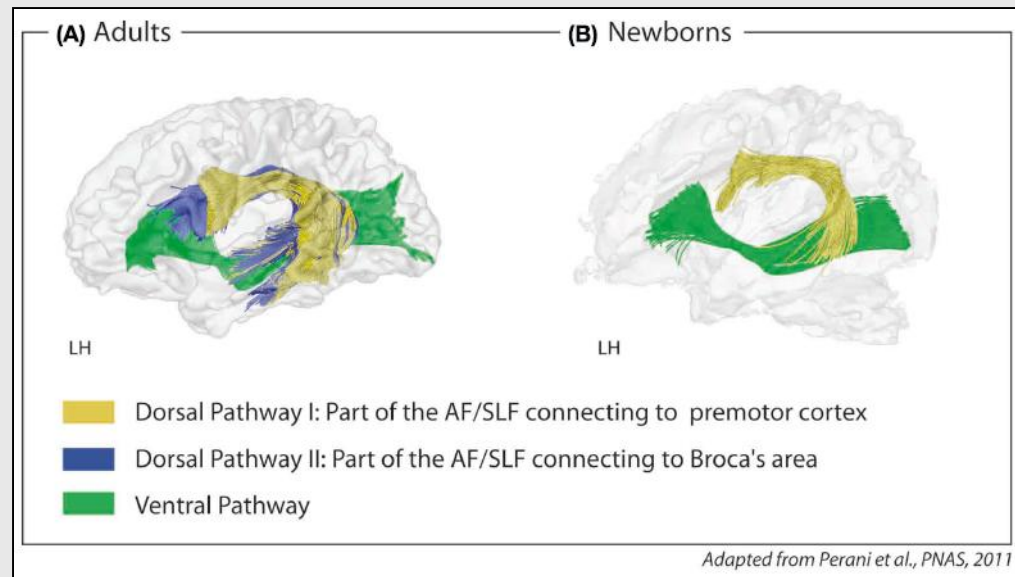 (A) Adults
(B) Newborns
LH
LH
Dorsal Pathway I: Part of the AF/SLF connecting to premotor cortex
Dorsal Pathway II: Part of the AF/SLF connecting to Broca's area
Ventral Pathway
Adapted from Perani et al., PNAS, 2011